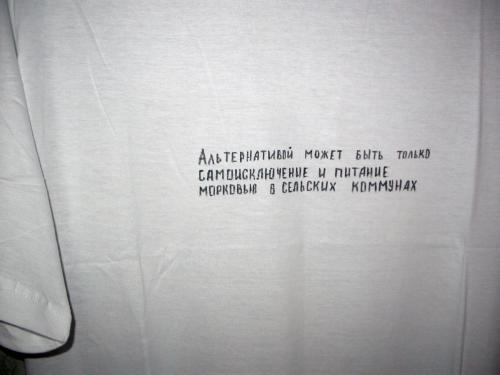 Альтернативой может быть только
самоисключение и питание
морковью в сельских коммунах